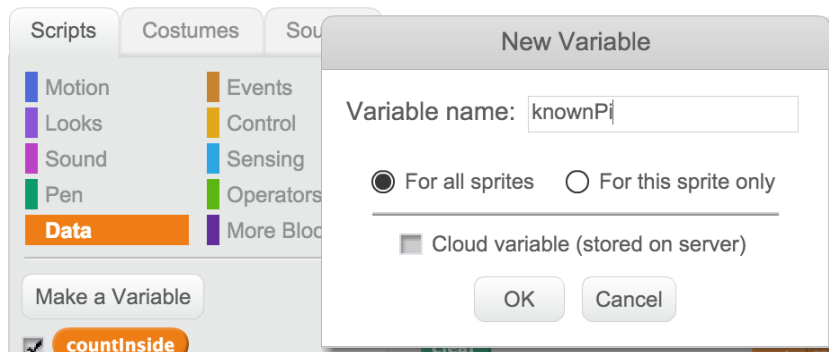 Scripts
Costumes
Sou
Motion
Events
Looks
Control
Sound
Sensing
Pen
Operators
Data
More Bloc
Make a Variable
countInside
New Variable
Variable name: knownPi
For all sprites
For this sprite only
Cloud variable (stored on server)
OK
Cancel